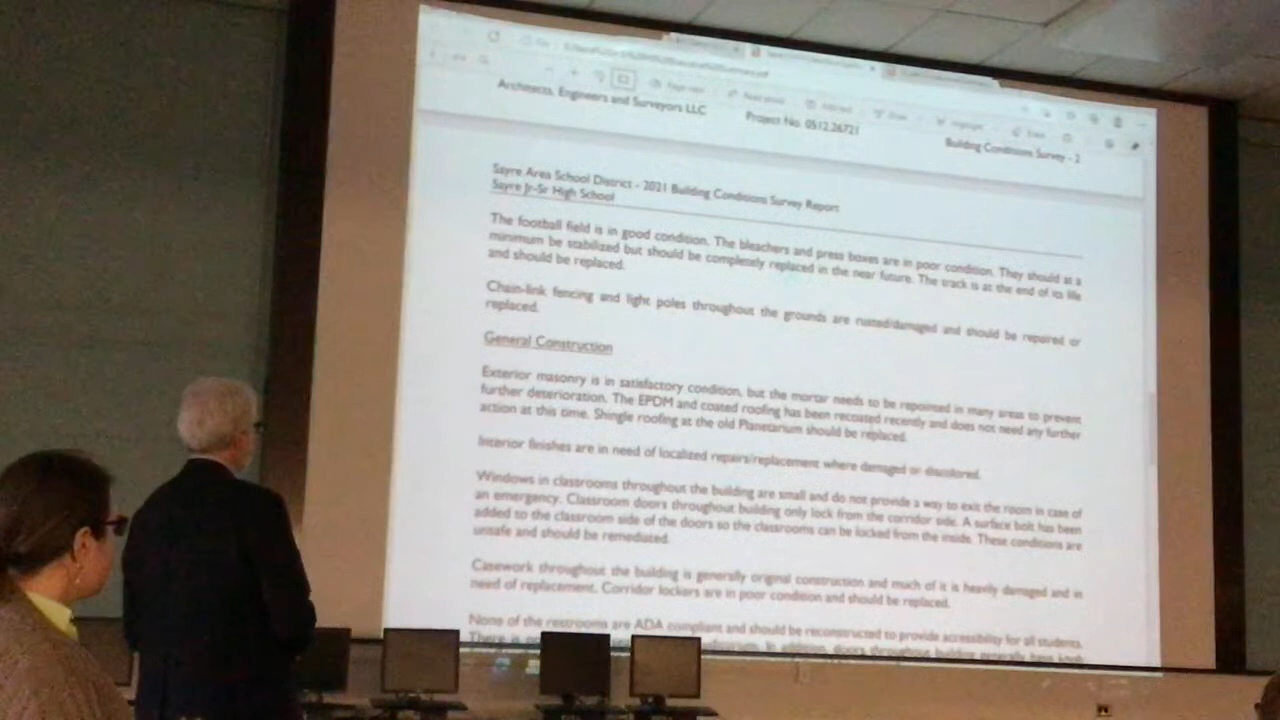 Architects, Engineers and Surveyors LLC Project No. 0512.26721 Building Conditions Survey - 2
Sayre Area School District - 2021 Building Conditions Survey Report
Sayre Jr-Sr High School
The football field is in good condition. The bleachers and press boxes are in poor condition. They should at a
minimum be stabilized but should be completely replaced in the near future. The track is at the end of its life
and should be replaced.
Chain-link fencing and light poles throughout the grounds are rusted/damaged and should be repaired or
replaced.
General Construction
Exterior masonry is in satisfactory condition, but the mortar needs to be repointed in many areas to prevent
further deterioration. The EPDM and coated roofing has been recoated recently and does not need any further
action at this time. Shingle roofing at the old Planetarium should be replaced.
Interior finishes are in need of localized repairs/replacement where damaged or discolored.
Windows in classrooms throughout the building are small and do not provide a way to exit the room in case of
an emergency. Classroom doors throughout building only lock from the corridor side. A surface bolt has been
added to the classroom side of the doors so the classrooms can be locked from the inside. These conditions are
unsafe and should be remediated.
Casework throughout the building is generally original construction and much of it is heavily damaged and in
need of replacement. Corridor lockers are in poor condition and should be replaced.
None of the restrooms are ADA compliant and should be reconstructed to provide accessibility for all students.
There is In addition, doors throughout building generally have knob